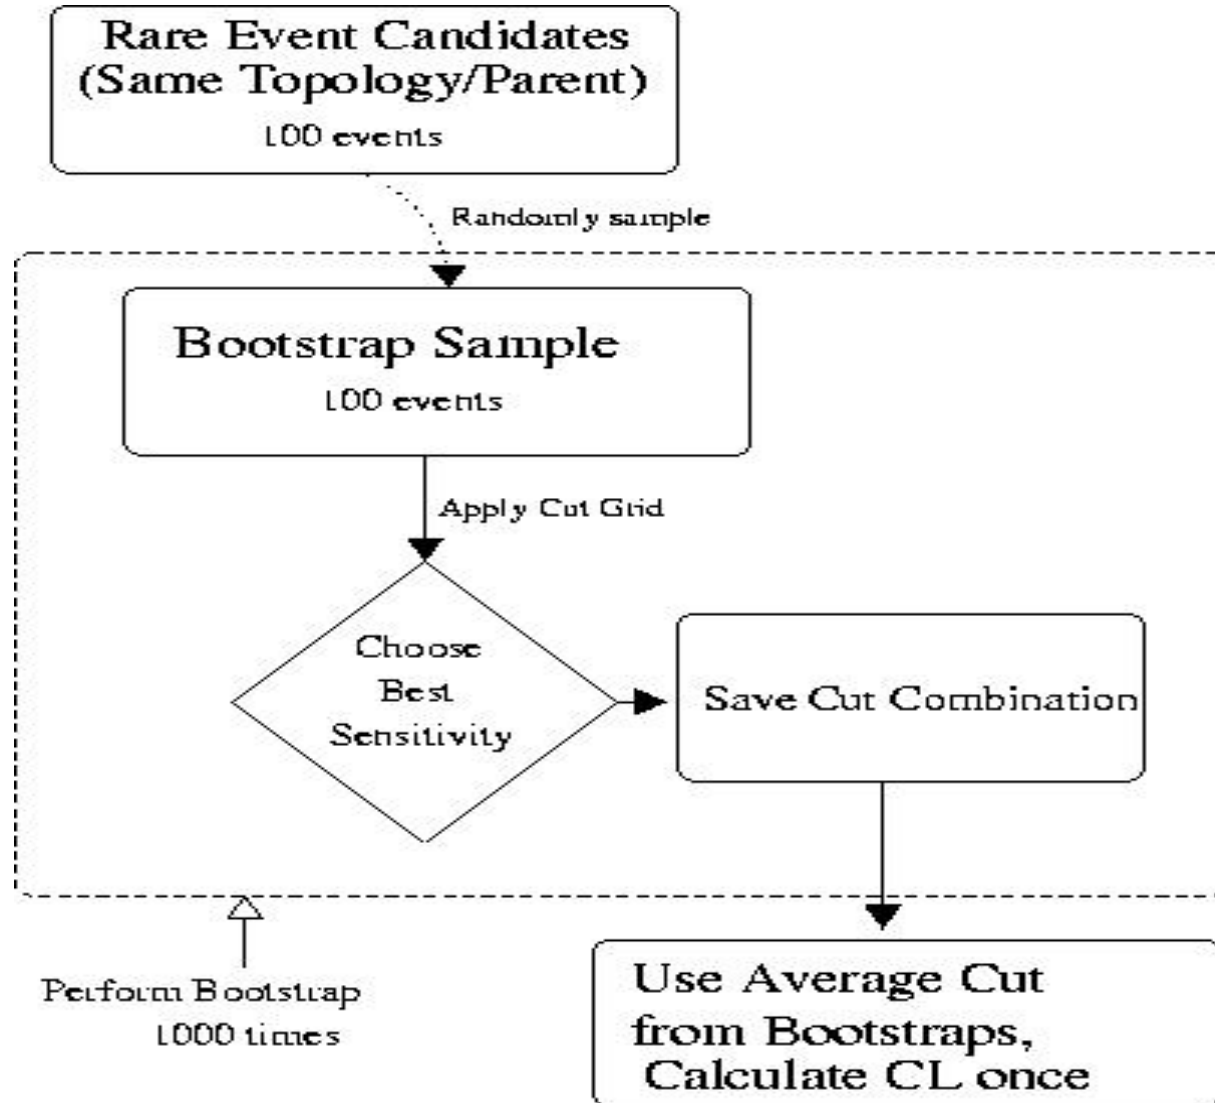 Rare Event Candidates
(Same Topology/Parent)
100 events
Randomly sample
Bootstrap Sample
100 events
Apply Cut Grid
Choose
Best
Sensitivity
Save Cut Combination
Perform Bootstrap
1000 times
Use Average Cut
from Bootstraps,
Calculate CL once